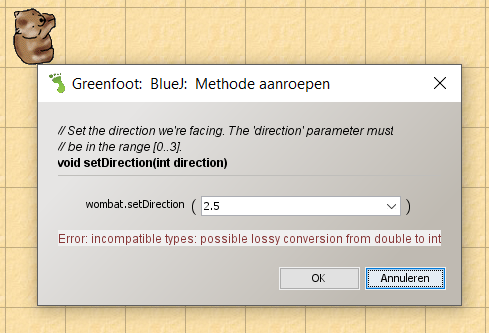 Greenfoot: BlueJ: Methode aanroepen
// Set the direction we're facing. The 'direction' parameter must
// be in the range [0..3].
void setDirection(int direction)
wombat.setDirection ( 2.5 )
Error: incompatible types: possible lossy conversion from double to int
OK Annuleren